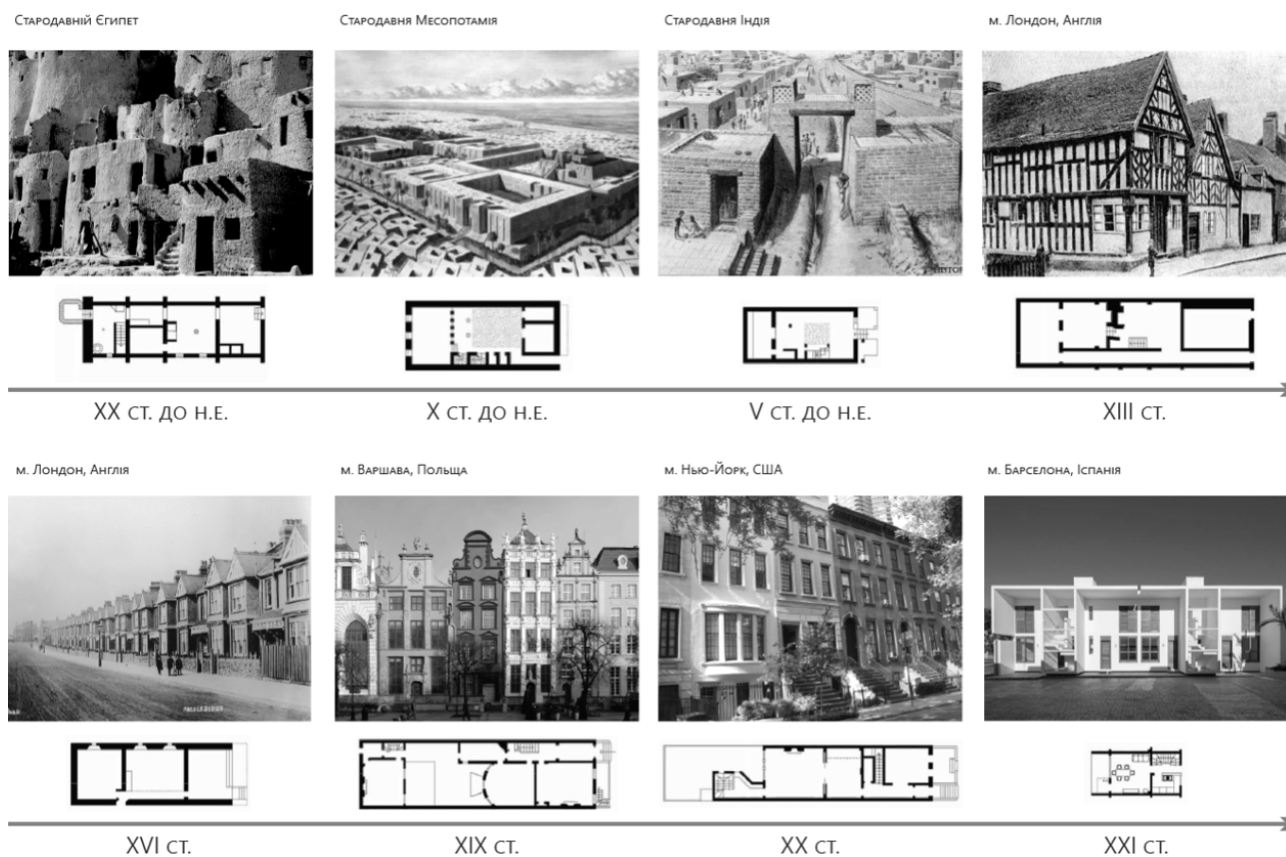 Стародавній Єгипет
Стародавня Месопотамія
Стародавня Індія
м. Лондон, Англія
XX ст. до н.е.
X ст. до н.е.
V ст. до н.е.
XIII ст.
м. Лондон, Англія
м. Варшава, Польща
м. Нью-Йорк, США
м. Барселона, Іспанія
XVI ст.
XIX ст.
XX ст.
XXI ст.